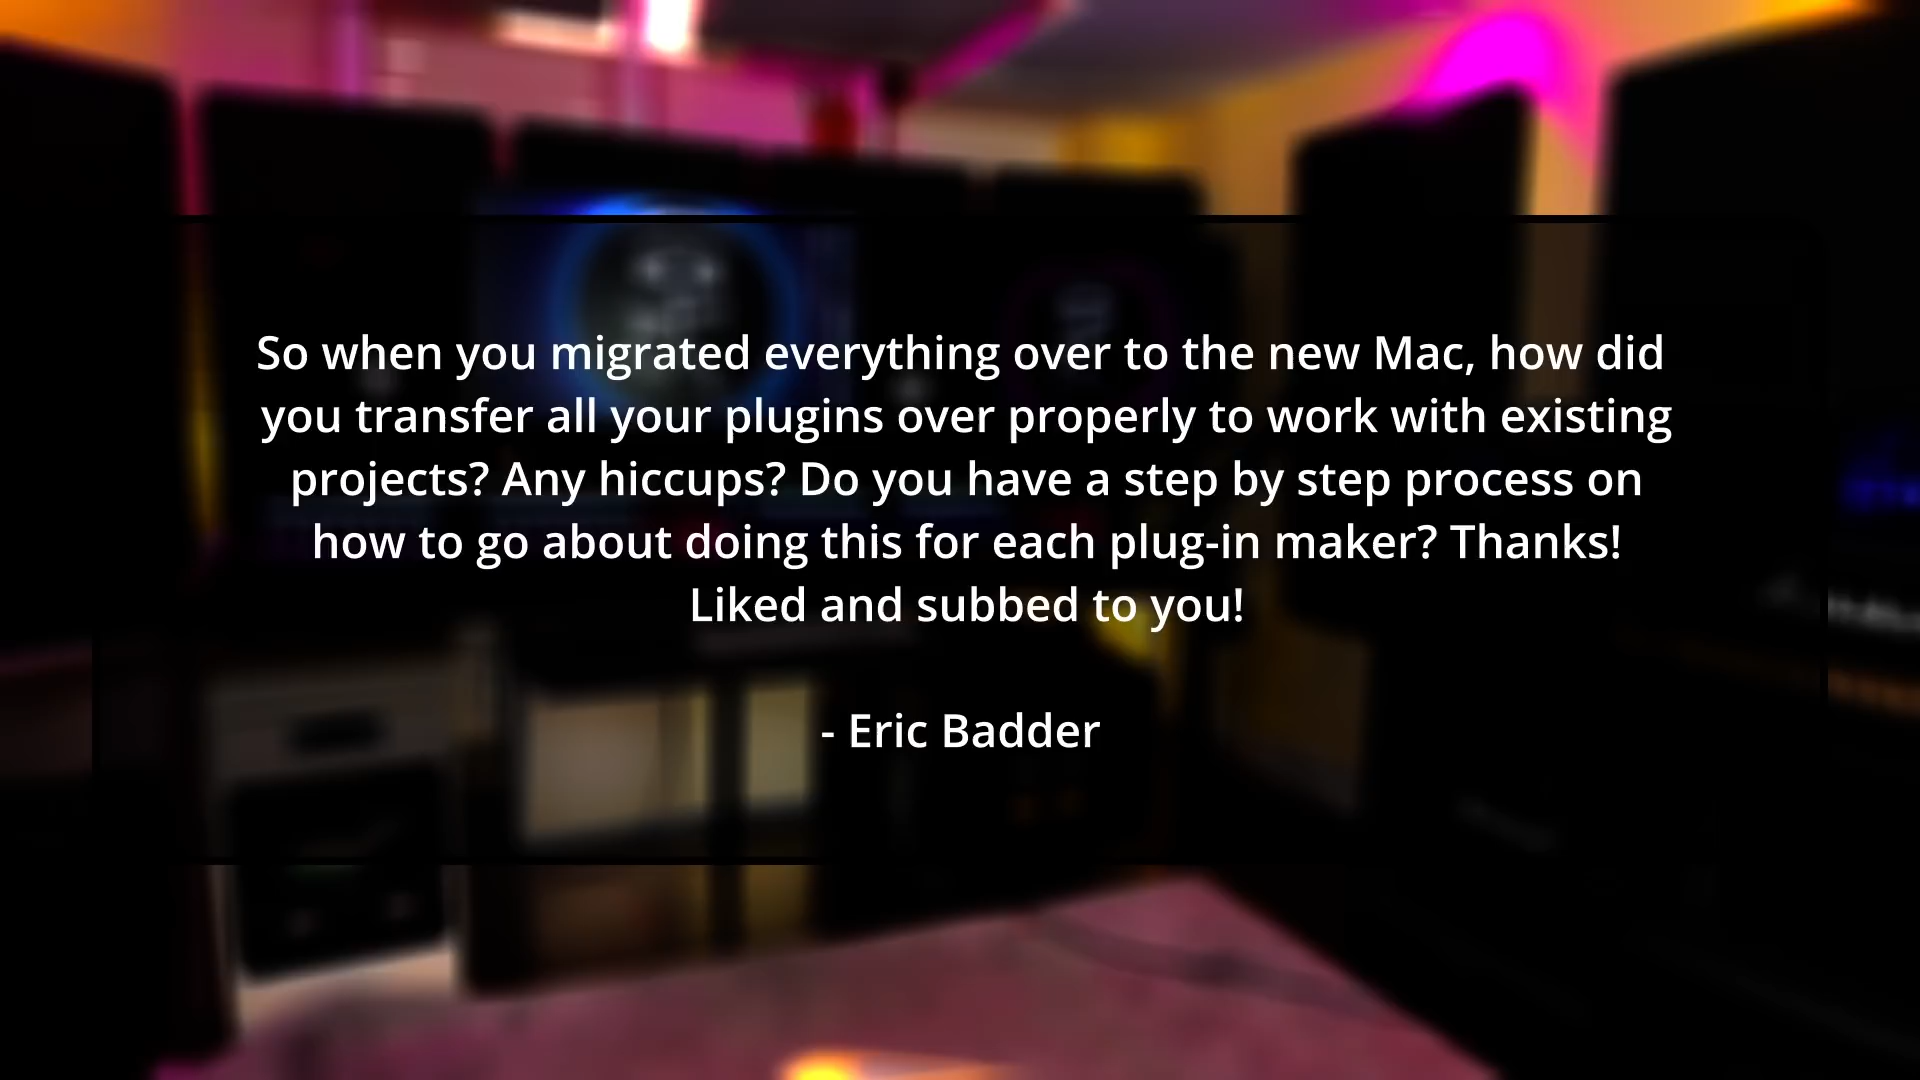 So when you migrated everything over to the new Mac, how did
you transfer all your plugins over properly to work with existing
projects? Any hiccups? Do you have a step by step process on
how to go about doing this for each plug-in maker? Thanks!
Liked and subbed to you!
- Eric Badder